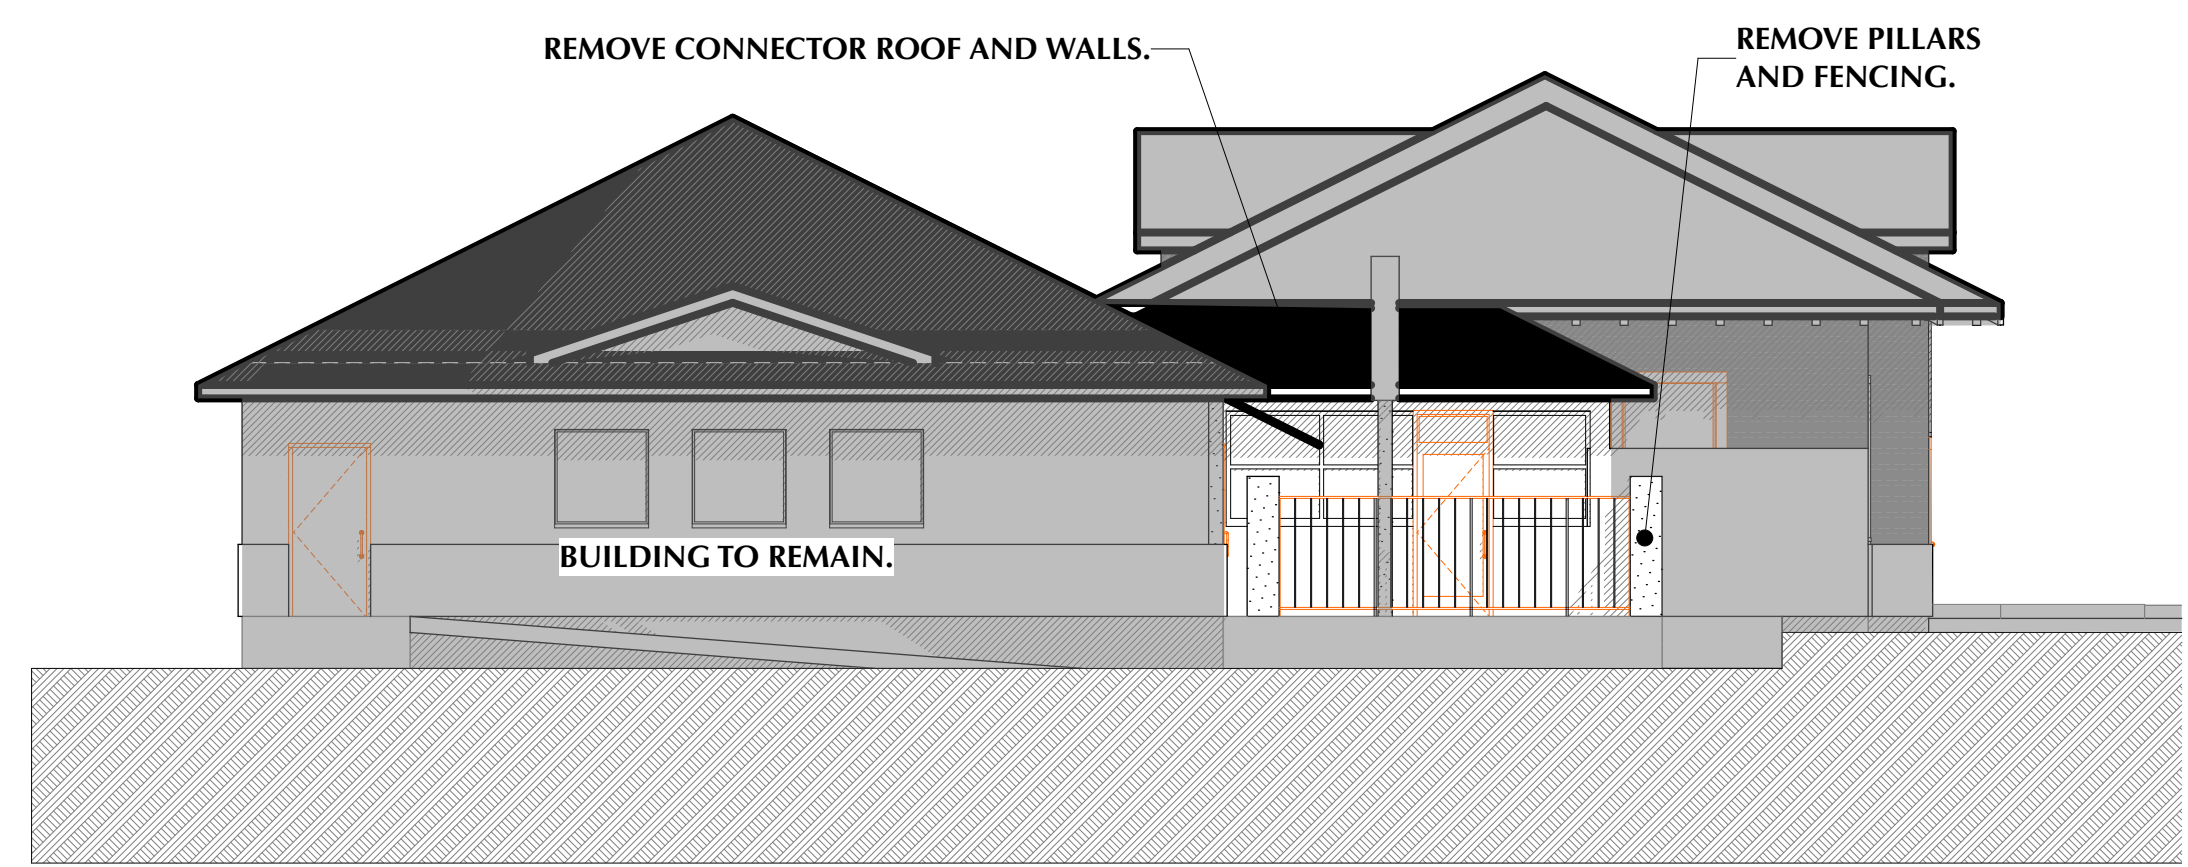 REMOVE CONNECTOR ROOF AND WALLS.
REMOVE PILLARS
AND FENCING.
BUILDING TO REMAIN.